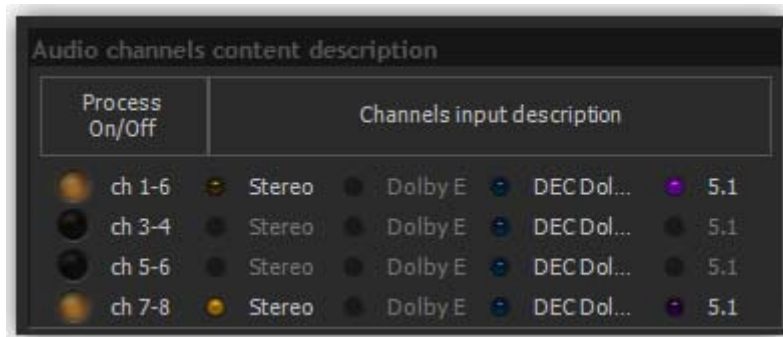 Audio channels content description
Process
On/Off
Channels input description
ch 1-6 Stereo Dolby E DEC Dol... 5.1
ch 3-4 Stereo Dolby E DEC Dol... 5.1
ch 5-6 Stereo Dolby E DEC Dol... 5.1
ch 7-8 Stereo Dolby E DEC Dol... 5.1